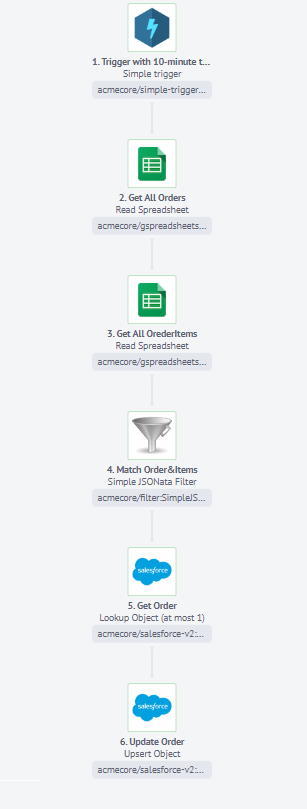 1. Trigger with 10-minute t...
Simple trigger
acmecore/simple-trigger...
2. Get All Orders
Read Spreadsheet
acmecore/gspreadsheets...
3. Get All OrederItems
Read Spreadsheet
acmecore/gspreadsheets...
4. Match Order&Items
Simple JSONata Filter
acmecore/filter:SimpleJS...
salesforce
5. Get Order
Lookup Object (at most 1)
acmecore/salesforce-v2:...
salesforce
6. Update Order
Upsert Object
acmecore/salesforce-v2:...